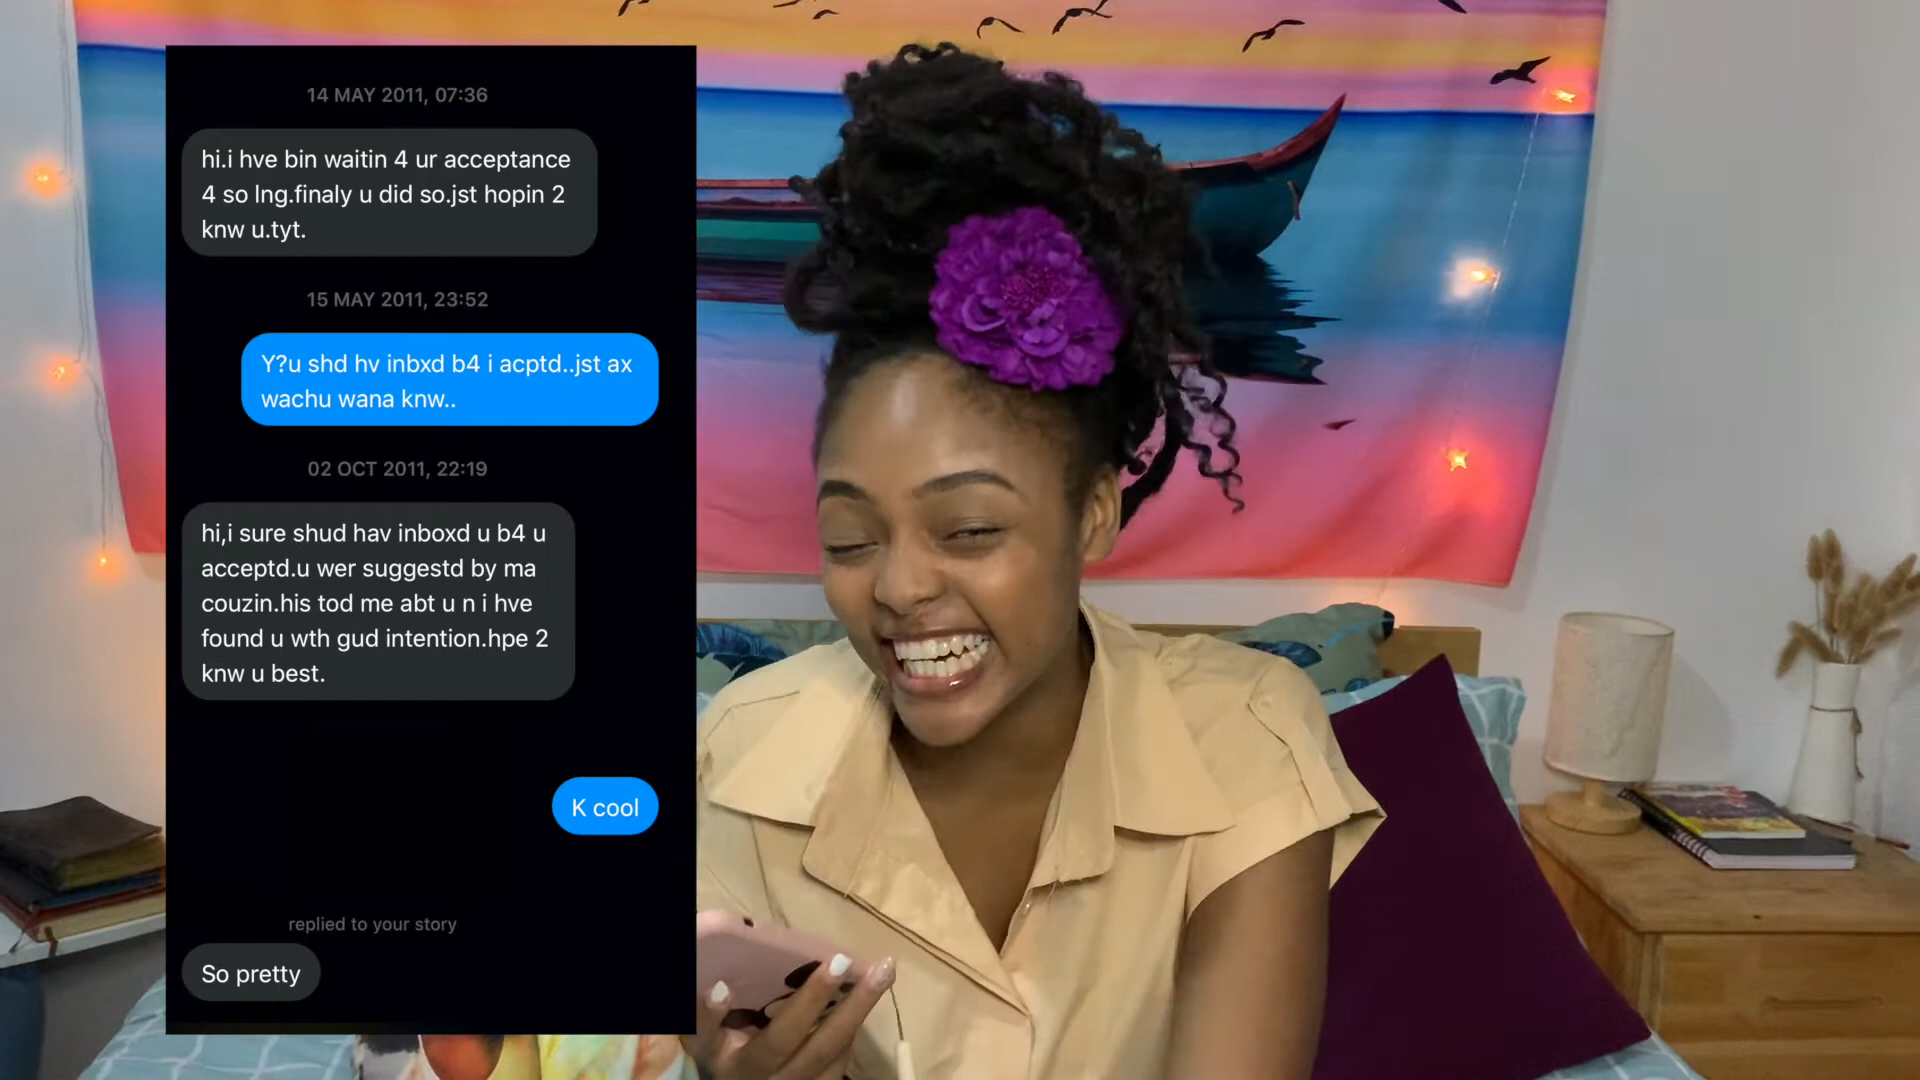 14 MAY 2011, 07:36
hi.i hve bin waitin 4 ur acceptance
4 so lng.finaly u did so.jst hopin 2
knw u.tyt.
15 MAY 2011, 23:52
Y?u shd hv inbxd b4 i acptd..jst ax
wachu wana knw..
02 OCT 2011, 22:19
hi,i sure shud hav inboxd u b4 u
acceptd.u wer suggestd by ma
couzin.his tod me abt u n i hve
found u wth gud intention.hpe 2
knw u best.
K cool
replied to your story
So pretty